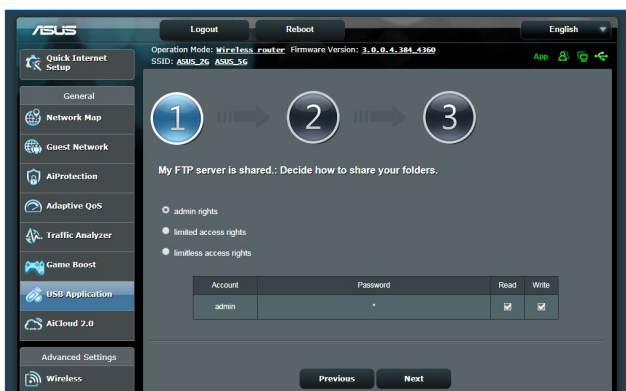 ASUS
Logout
Reboot
English
Operation Mode: Wireless router Firmware Version: 3.0.0.4.384_4360
SSID: ASUS_2G ASUS_5G
App
Quick Internet
Setup
General
Network Map
Guest Network
AiProtection
Adaptive QoS
Traffic Analyzer
Game Boost
USB Application
AiCloud 2.0
Advanced Settings
Wireless
1 2 3
My FTP server is shared.: Decide how to share your folders.
admin rights
limited access rights
limitless access rights
Account Password Read Write
admin *
Previous Next